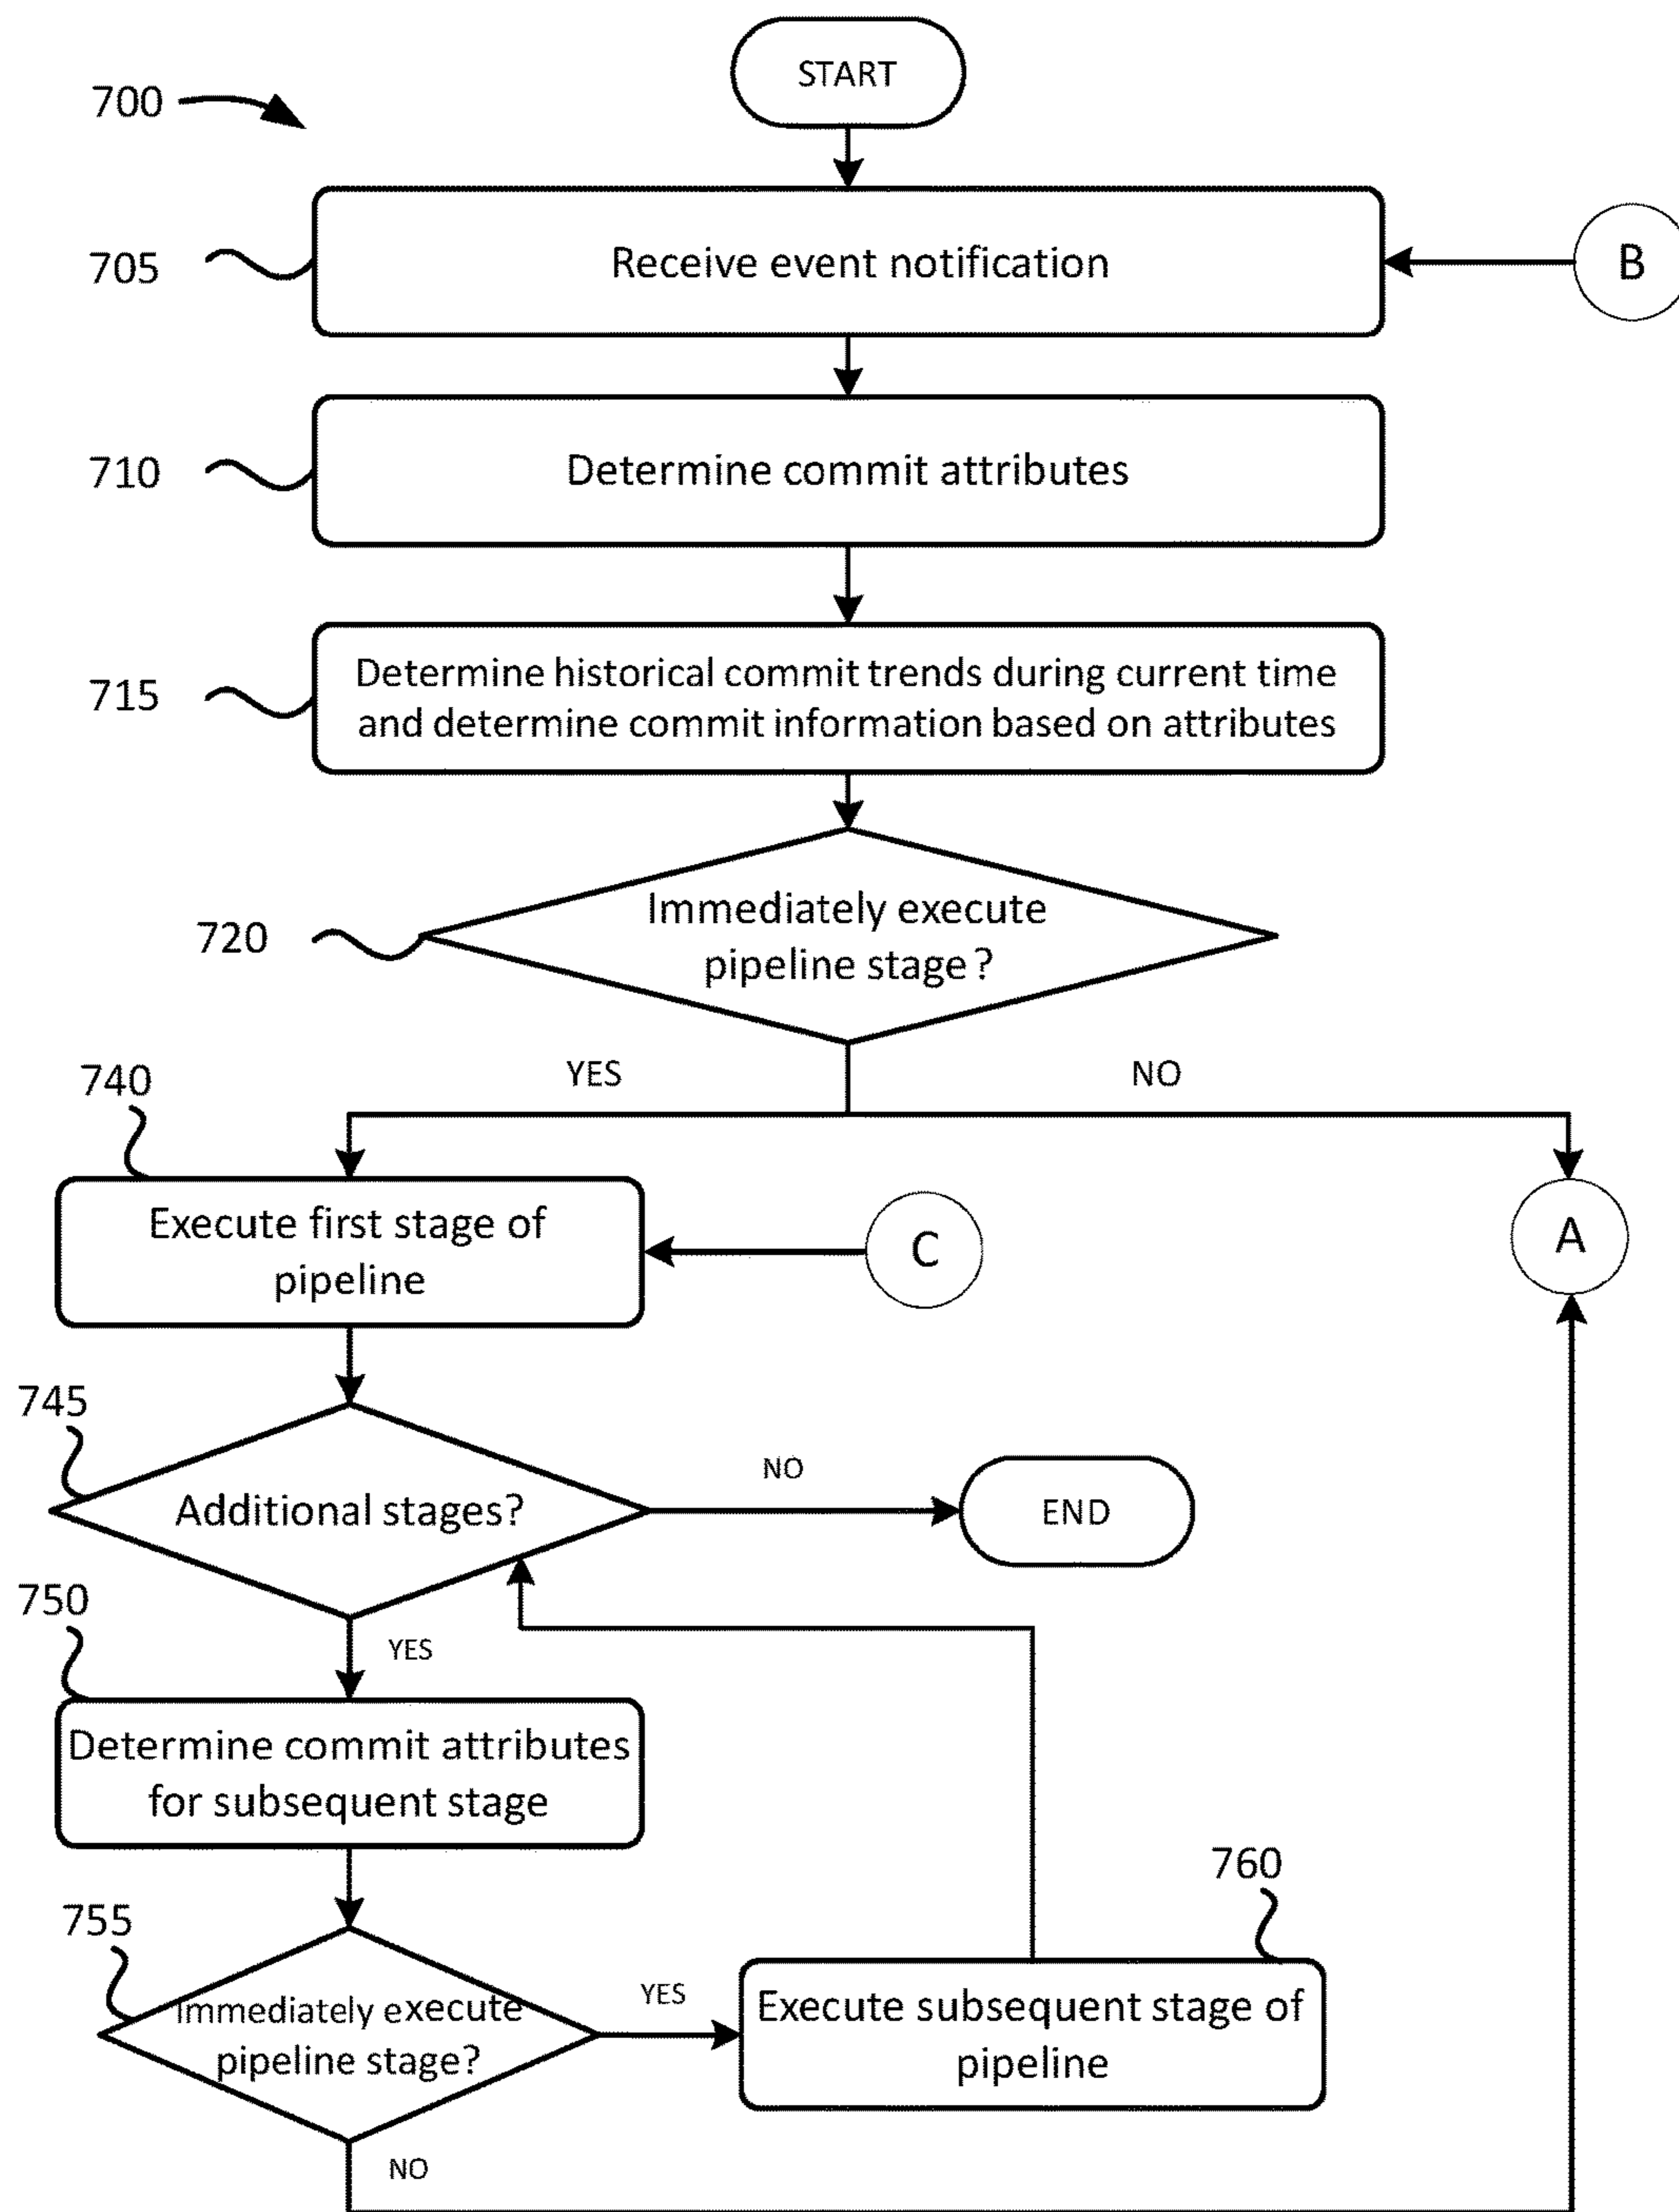 START
700
705
Receive event notification
B
710
Determine commit attributes
715
Determine historical commit trends during current time
and determine commit information based on attributes
720
Immediately execute
pipeline stage?
YES
NO
740
Execute first stage of
pipeline
C
A
745
Additional stages?
NO
END
750
YES
Determine commit attributes
for subsequent stage
755
Immediately execute
pipeline stage?
YES
760
Execute subsequent stage of
pipeline
NO